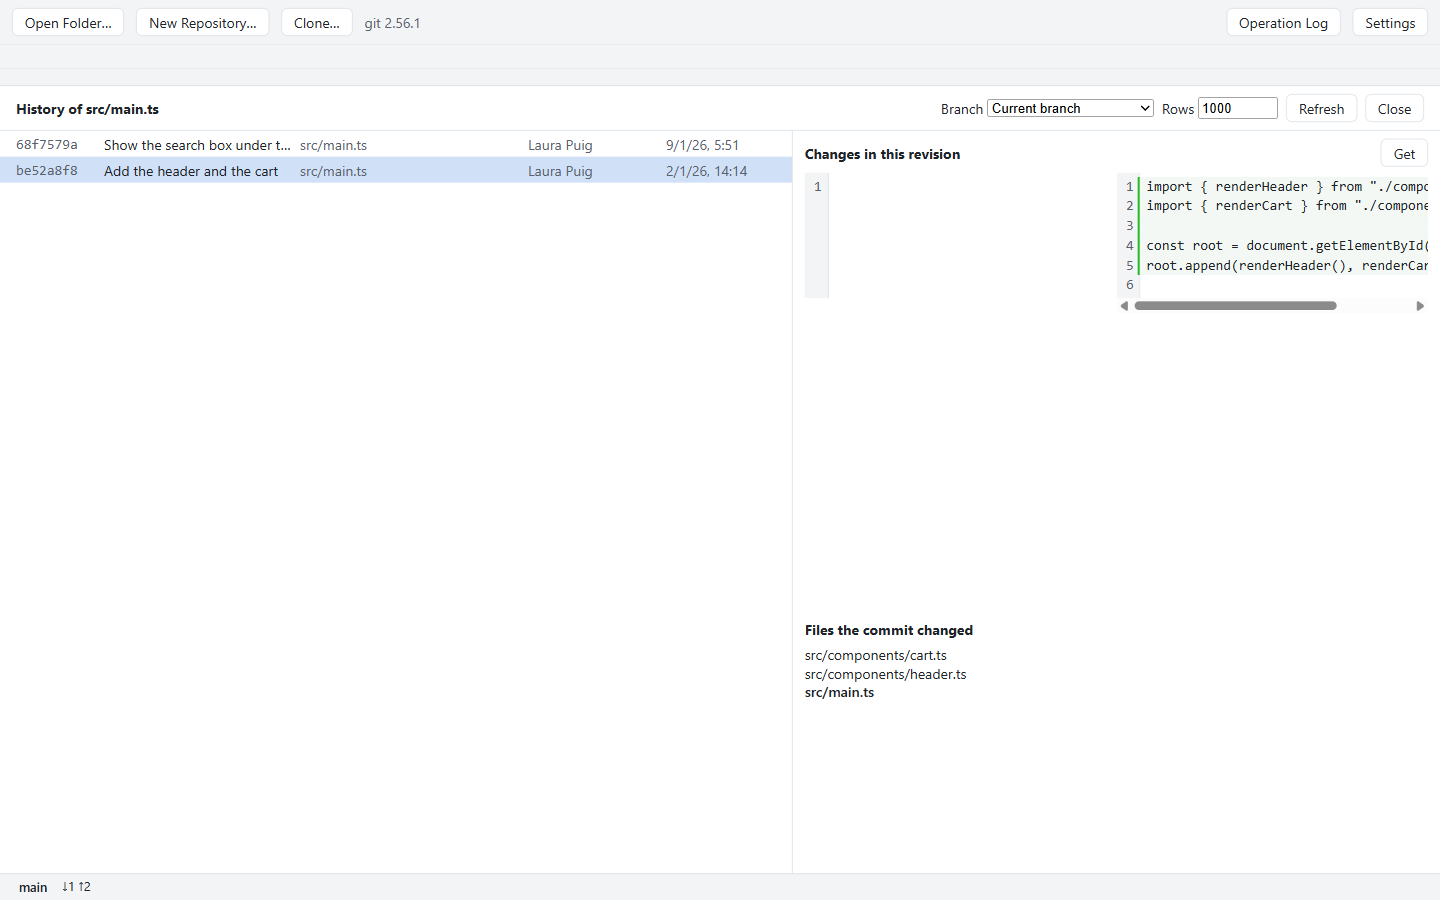 Open Folder... New Repository... Clone... git 2.56.1 Operation Log Settings
History of src/main.ts Branch Current branch Rows 1000 Refresh Close
68f7579a Show the search box under t... src/main.ts Laura Puig 9/1/26, 5:51
be52a8f8 Add the header and the cart src/main.ts Laura Puig 2/1/26, 14:14
Changes in this revision Get
1
1 import { renderHeader } from "./compo
2 import { renderCart } from "./compone
3
4 const root = document.getElementById(
5 root.append(renderHeader(), renderCar
6
Files the commit changed
src/components/cart.ts
src/components/header.ts
src/main.ts
main ↓1 ↑2